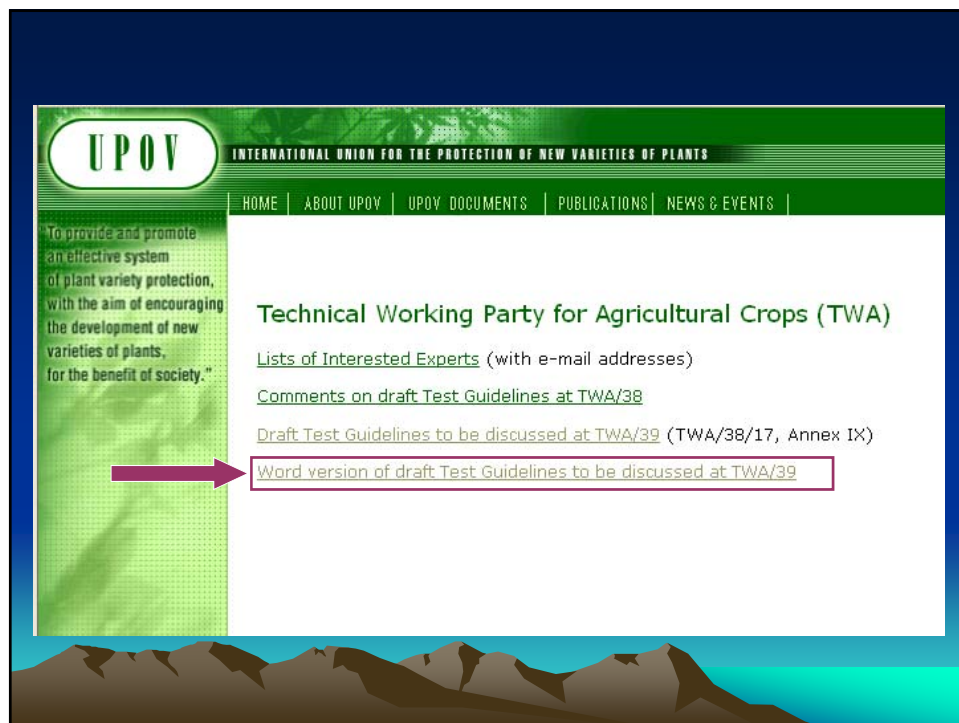 UPOV
INTERNATIONAL UNION FOR THE PROTECTION OF NEW VARIETIES OF PLANTS
HOME | ABOUT UPOV | UPOV DOCUMENTS | PUBLICATIONS | NEWS & EVENTS |
"To provide and promote
an effective system
of plant variety protection,
with the aim of encouraging
the development of new
varieties of plants,
for the benefit of society."
Technical Working Party for Agricultural Crops (TWA)
Lists of Interested Experts (with e-mail addresses)
Comments on draft Test Guidelines at TWA/38
Draft Test Guidelines to be discussed at TWA/39 (TWA/38/17, Annex IX)
Word version of draft Test Guidelines to be discussed at TWA/39